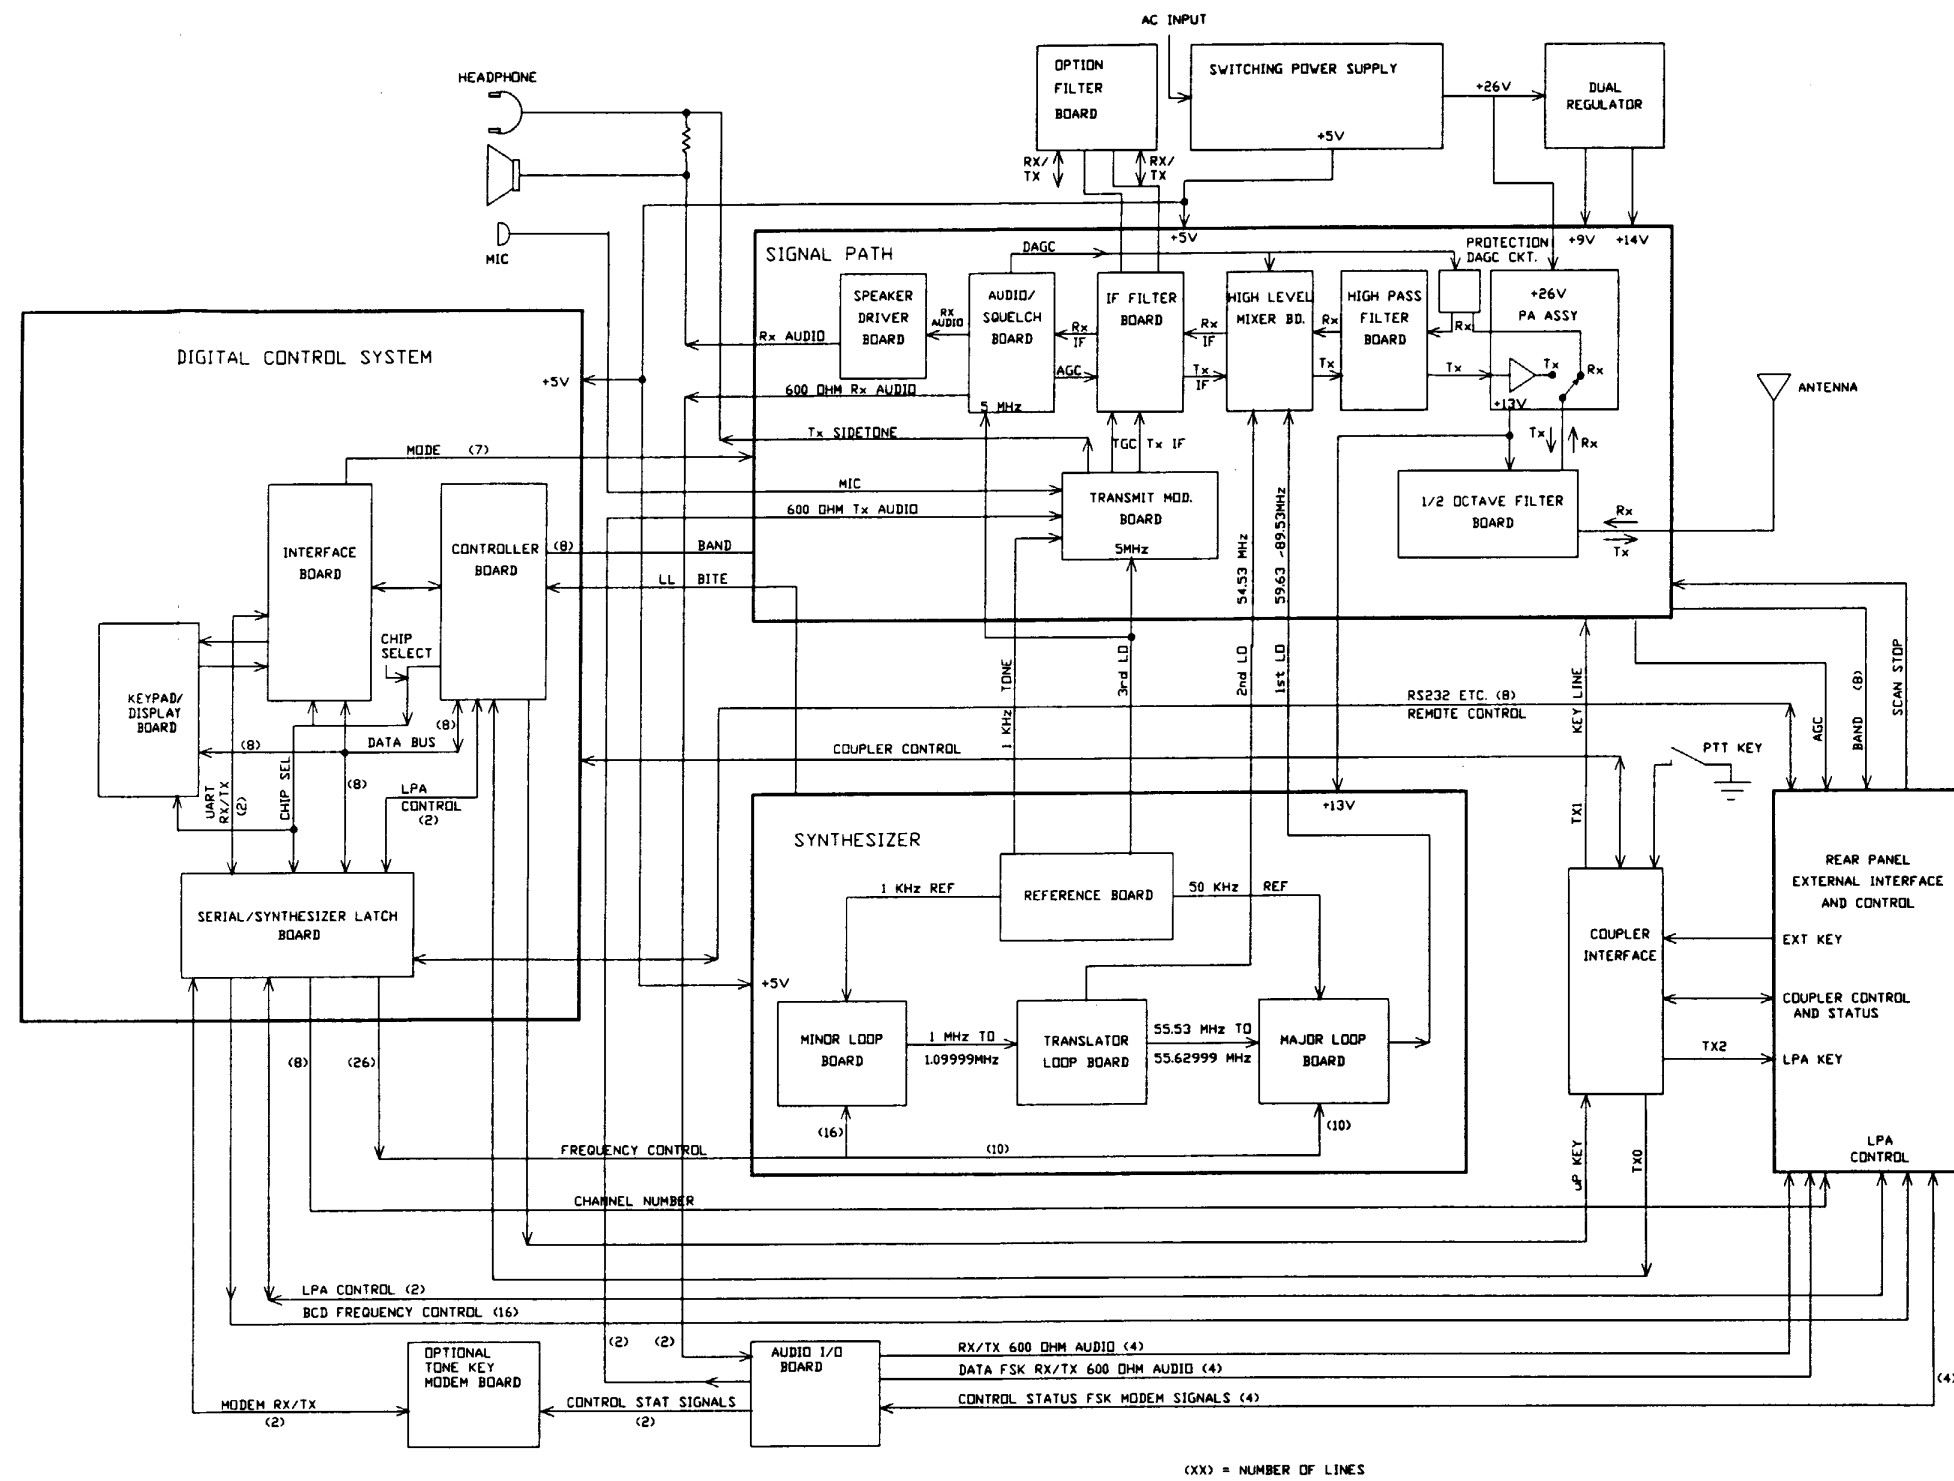 AC INPUT
HEADPHONE
MIC
OPTION
FILTER
BOARD
RX/
TX
RX/
TX
SWITCHING POWER SUPPLY
+5V
+26V
DUAL
REGULATOR
SIGNAL PATH
+5V
+9V
+14V
DAGC
PROTECTION
DAGC CKT.
SPEAKER
DRIVER
BOARD
RX
AUDIO
AUDIO/
SQUELCH
BOARD
5 MHz
Rx
IF
AGC
IF FILTER
BOARD
Rx
IF
Tx
IF
HIGH LEVEL
MIXER BD.
Rx
Tx
HIGH PASS
FILTER
BOARD
Rx
Tx
+26V
PA ASSY
Tx
Rx
+13V
Tx
Rx
1/2 OCTAVE FILTER
BOARD
Rx
Tx
ANTENNA
Rx AUDIO
600 OHM Rx AUDIO
Tx SIDETONE
TGC
Tx IF
MIC
600 OHM Tx AUDIO
TRANSMIT MOD.
BOARD
5MHz
54.53 MHz
59.63 -89.53MHz
DIGITAL CONTROL SYSTEM
+5V
MODE (7)
INTERFACE
BOARD
CONTROLLER
BOARD
(8)
BAND
LL BITE
CHIP
SELECT
KEYPAD/
DISPLAY
BOARD
(8)
DATA BUS
(8)
UART
RX/TX
(2)
CHIP SEL
(8)
LPA
CONTROL
(2)
SERIAL/SYNTHESIZER LATCH
BOARD
1 KHz TONE
3rd LO
2nd LO
1st LO
RS232 ETC. (8)
REMOTE CONTROL
COUPLER CONTROL
KEY LINE
TX1
AGC
BAND (8)
SCAN STOP
PTT KEY
SYNTHESIZER
+13V
REFERENCE BOARD
1 KHz REF
50 KHz REF
+5V
MINOR LOOP
BOARD
1 MHz TO
1.09999MHz
TRANSLATOR
LOOP BOARD
55.53 MHz TO
55.62999 MHz
MAJOR LOOP
BOARD
(16)
(10)
(10)
FREQUENCY CONTROL
COUPLER
INTERFACE
REAR PANEL
EXTERNAL INTERFACE
AND CONTROL
EXT KEY
COUPLER CONTROL
AND STATUS
TX2
LPA KEY
LPA
CONTROL
uP KEY
TX0
(8)
(26)
CHANNEL NUMBER
LPA CONTROL (2)
BCD FREQUENCY CONTROL (16)
(2)
(2)
OPTIONAL
TONE KEY
MODEM BOARD
MODEM RX/TX
(2)
CONTROL STAT SIGNALS
(2)
AUDIO I/O
BOARD
RX/TX 600 OHM AUDIO (4)
DATA FSK RX/TX 600 OHM AUDIO (4)
CONTROL STATUS FSK MODEM SIGNALS (4)
(4)
(XX) = NUMBER OF LINES